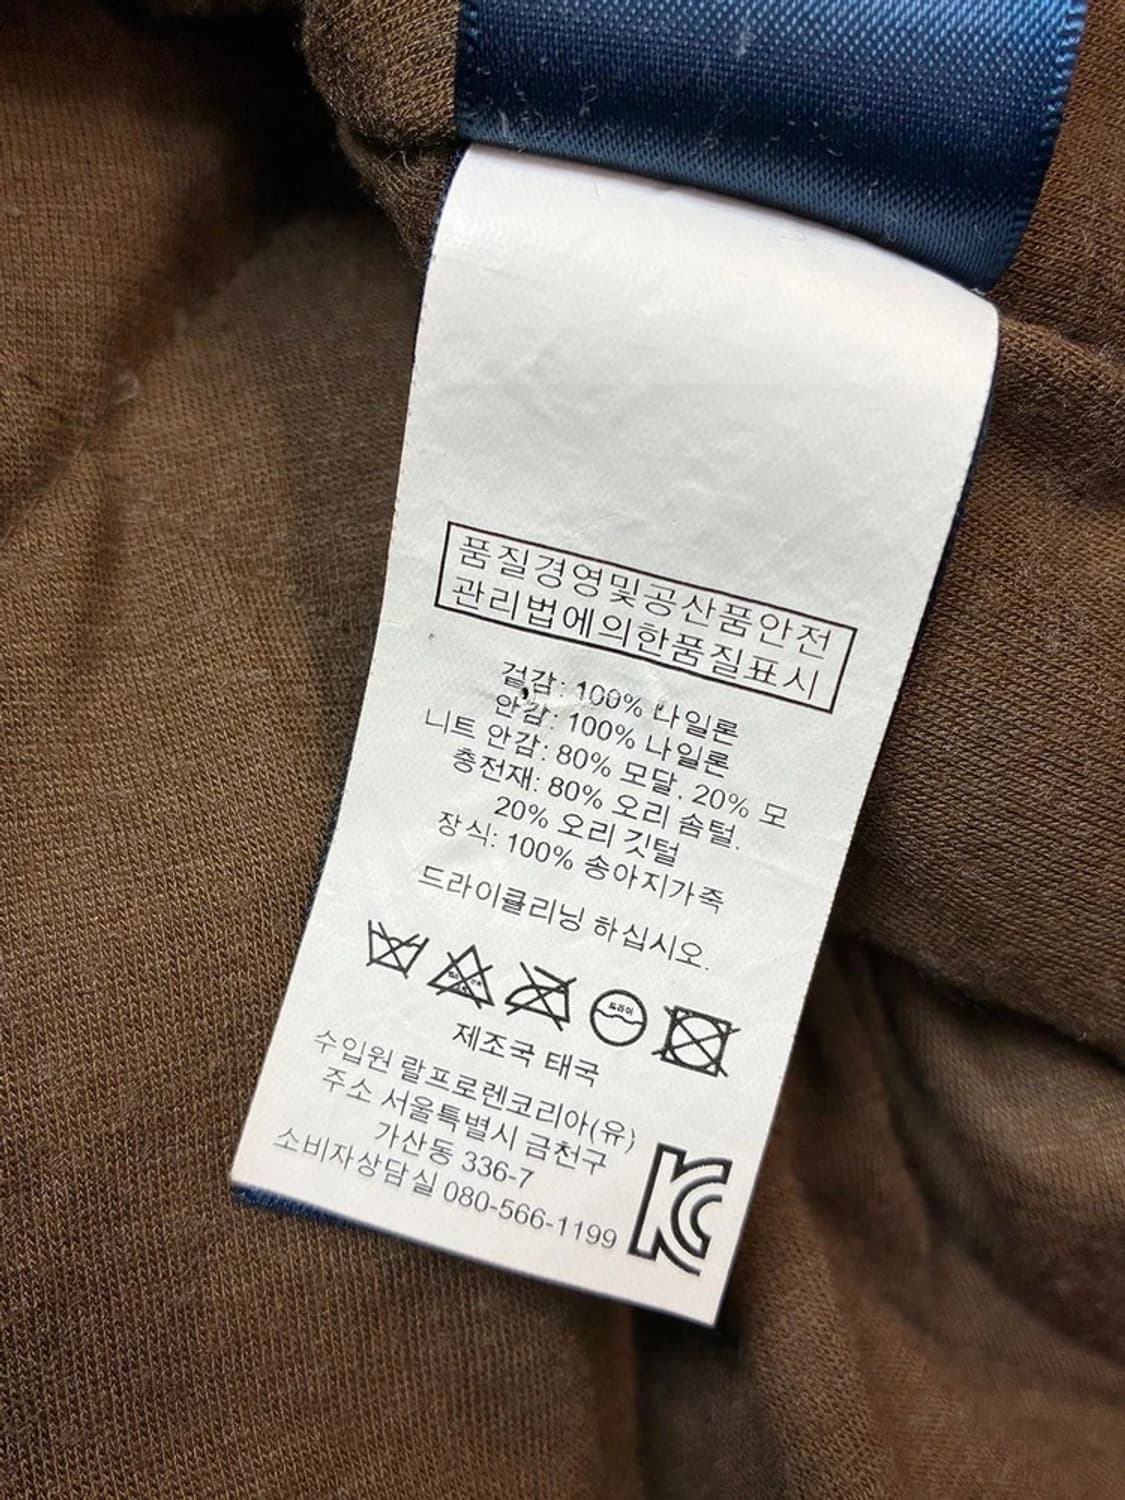 품질경영및공산품안전
관리법에의한품질표시
겉감: 100% 나일론
안감: 100% 나일론
니트 안감: 80% 모달. 20% 모
충전재: 80% 오리 솜털.
20% 오리 깃털
장식: 100% 송아지가죽
드라이클리닝 하십시오.
드라이
제조국 태국
수입원 랄프로렌코리아(유)
주소 서울특별시 금천구
가산동 336-7
소비자상담실 080-566-1199
KC